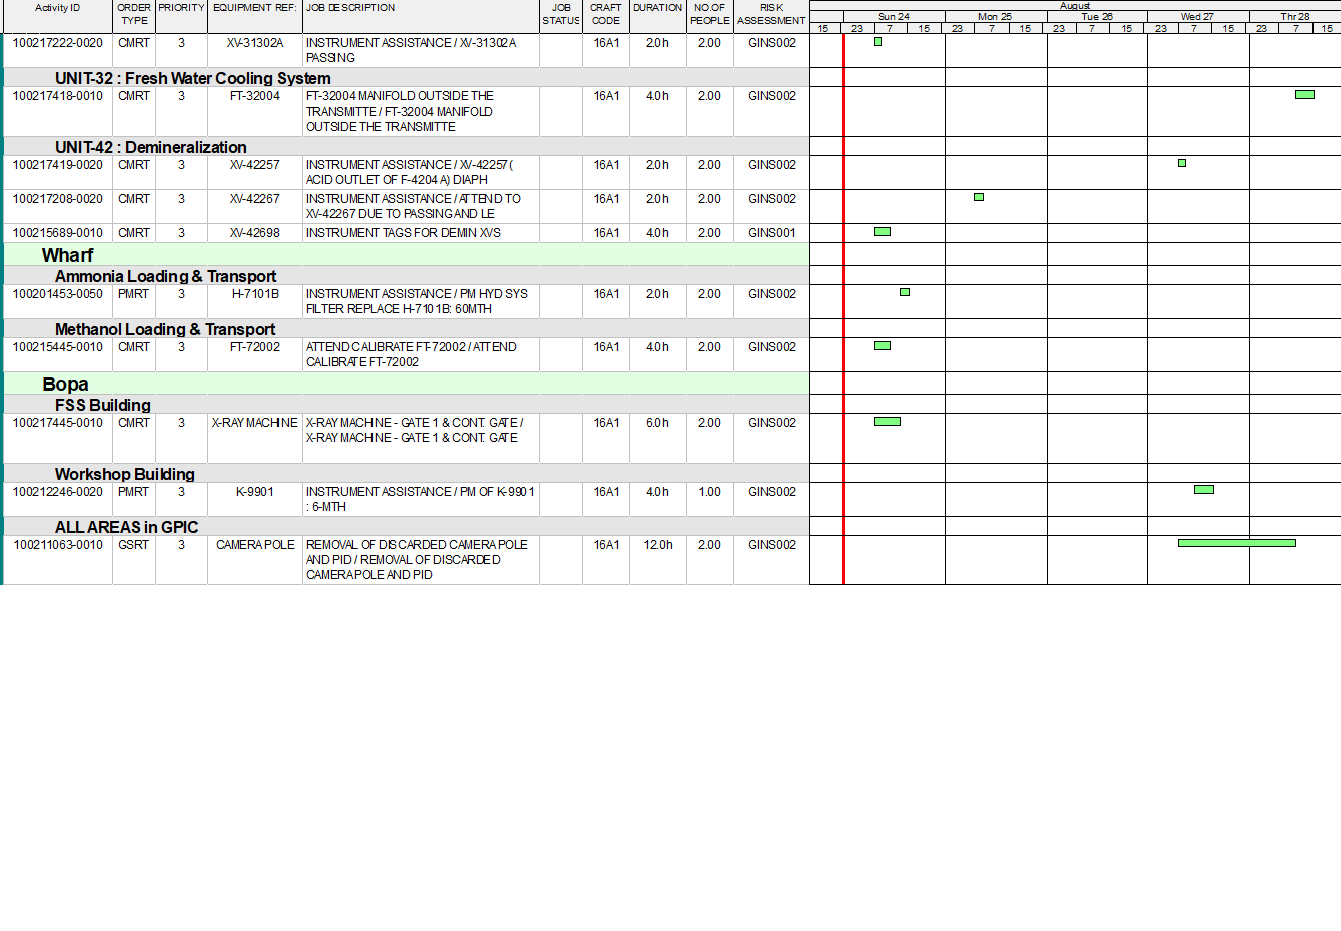 Activity ID ORDER TYPE PRIORITY EQUIPMENT REF: JOB DESCRIPTION JOB STATUS CRAFT CODE DURATION NO.OF PEOPLE RISK ASSESSMENT
August
Sun 24 Mon 25 Tue 26 Wed 27 Thr 28
15 23 7 15 23 7 15 23 7 15 23 7 15 23 7 15
100217222-0020 CMRT 3 XV-31302A INSTRUMENT ASSISTANCE / XV-31302A 16A1 2.0h 2.00 GINS002
PASSING
UNIT-32 : Fresh Water Cooling System
100217418-0010 CMRT 3 FT-32004 FT-32004 MANIFOLD OUTSIDE THE 16A1 4.0h 2.00 GINS002
TRANSMITTE / FT-32004 MANIFOLD
OUTSIDE THE TRANSMITTE
UNIT-42 : Demineralization
100217419-0020 CMRT 3 XV-42257 INSTRUMENT ASSISTANCE / XV-42257 ( 16A1 2.0h 2.00 GINS002
ACID OUTLET OF F-4204 A) DIAPH
100217208-0020 CMRT 3 XV-42267 INSTRUMENT ASSISTANCE / ATTEND TO 16A1 2.0h 2.00 GINS002
XV-42267 DUE TO PASSING AND LE
100215689-0010 CMRT 3 XV-42698 INSTRUMENT TAGS FOR DEMIN XVS 16A1 4.0h 2.00 GINS001
Wharf
Ammonia Loading & Transport
100201453-0050 PMRT 3 H-7101B INSTRUMENT ASSISTANCE / PM HYD SYS 16A1 2.0h 2.00 GINS002
FILTER REPLACE H-7101B: 60MTH
Methanol Loading & Transport
100215445-0010 CMRT 3 FT-72002 ATTEND CALIBRATE FT-72002 / ATTEND 16A1 4.0h 2.00 GINS002
CALIBRATE FT-72002
Bopa
FSS Building
100217445-0010 CMRT 3 X-RAY MACHINE X-RAY MACHINE - GATE 1 & CONT. GATE / 16A1 6.0h 2.00 GINS002
X-RAY MACHINE - GATE 1 & CONT. GATE
Workshop Building
100212246-0020 PMRT 3 K-9901 INSTRUMENT ASSISTANCE / PM OF K-9901 16A1 4.0h 1.00 GINS002
: 6-MTH
ALL AREAS in GPIC
100211063-0010 GSRT 3 CAMERA POLE REMOVAL OF DISCARDED CAMERA POLE 16A1 12.0h 2.00 GINS002
AND PID / REMOVAL OF DISCARDED
CAMERA POLE AND PID